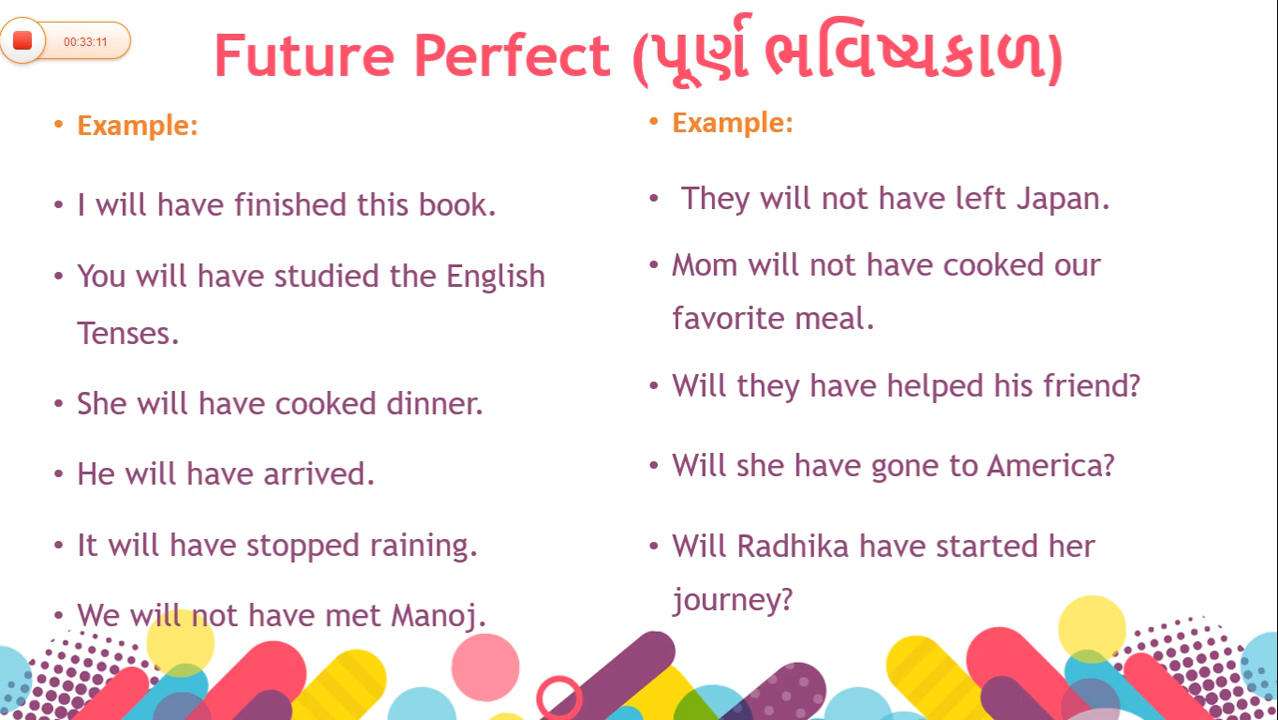 00:33:11
Future Perfect (પૂર્ણ ભવિષ્યકાળ)
• Example:
• I will have finished this book.
• You will have studied the English
Tenses.
• She will have cooked dinner.
• He will have arrived.
• It will have stopped raining.
• We will not have met Manoj.
• Example:
• They will not have left Japan.
• Mom will not have cooked our
favorite meal.
• Will they have helped his friend?
• Will she have gone to America?
• Will Radhika have started her
journey?